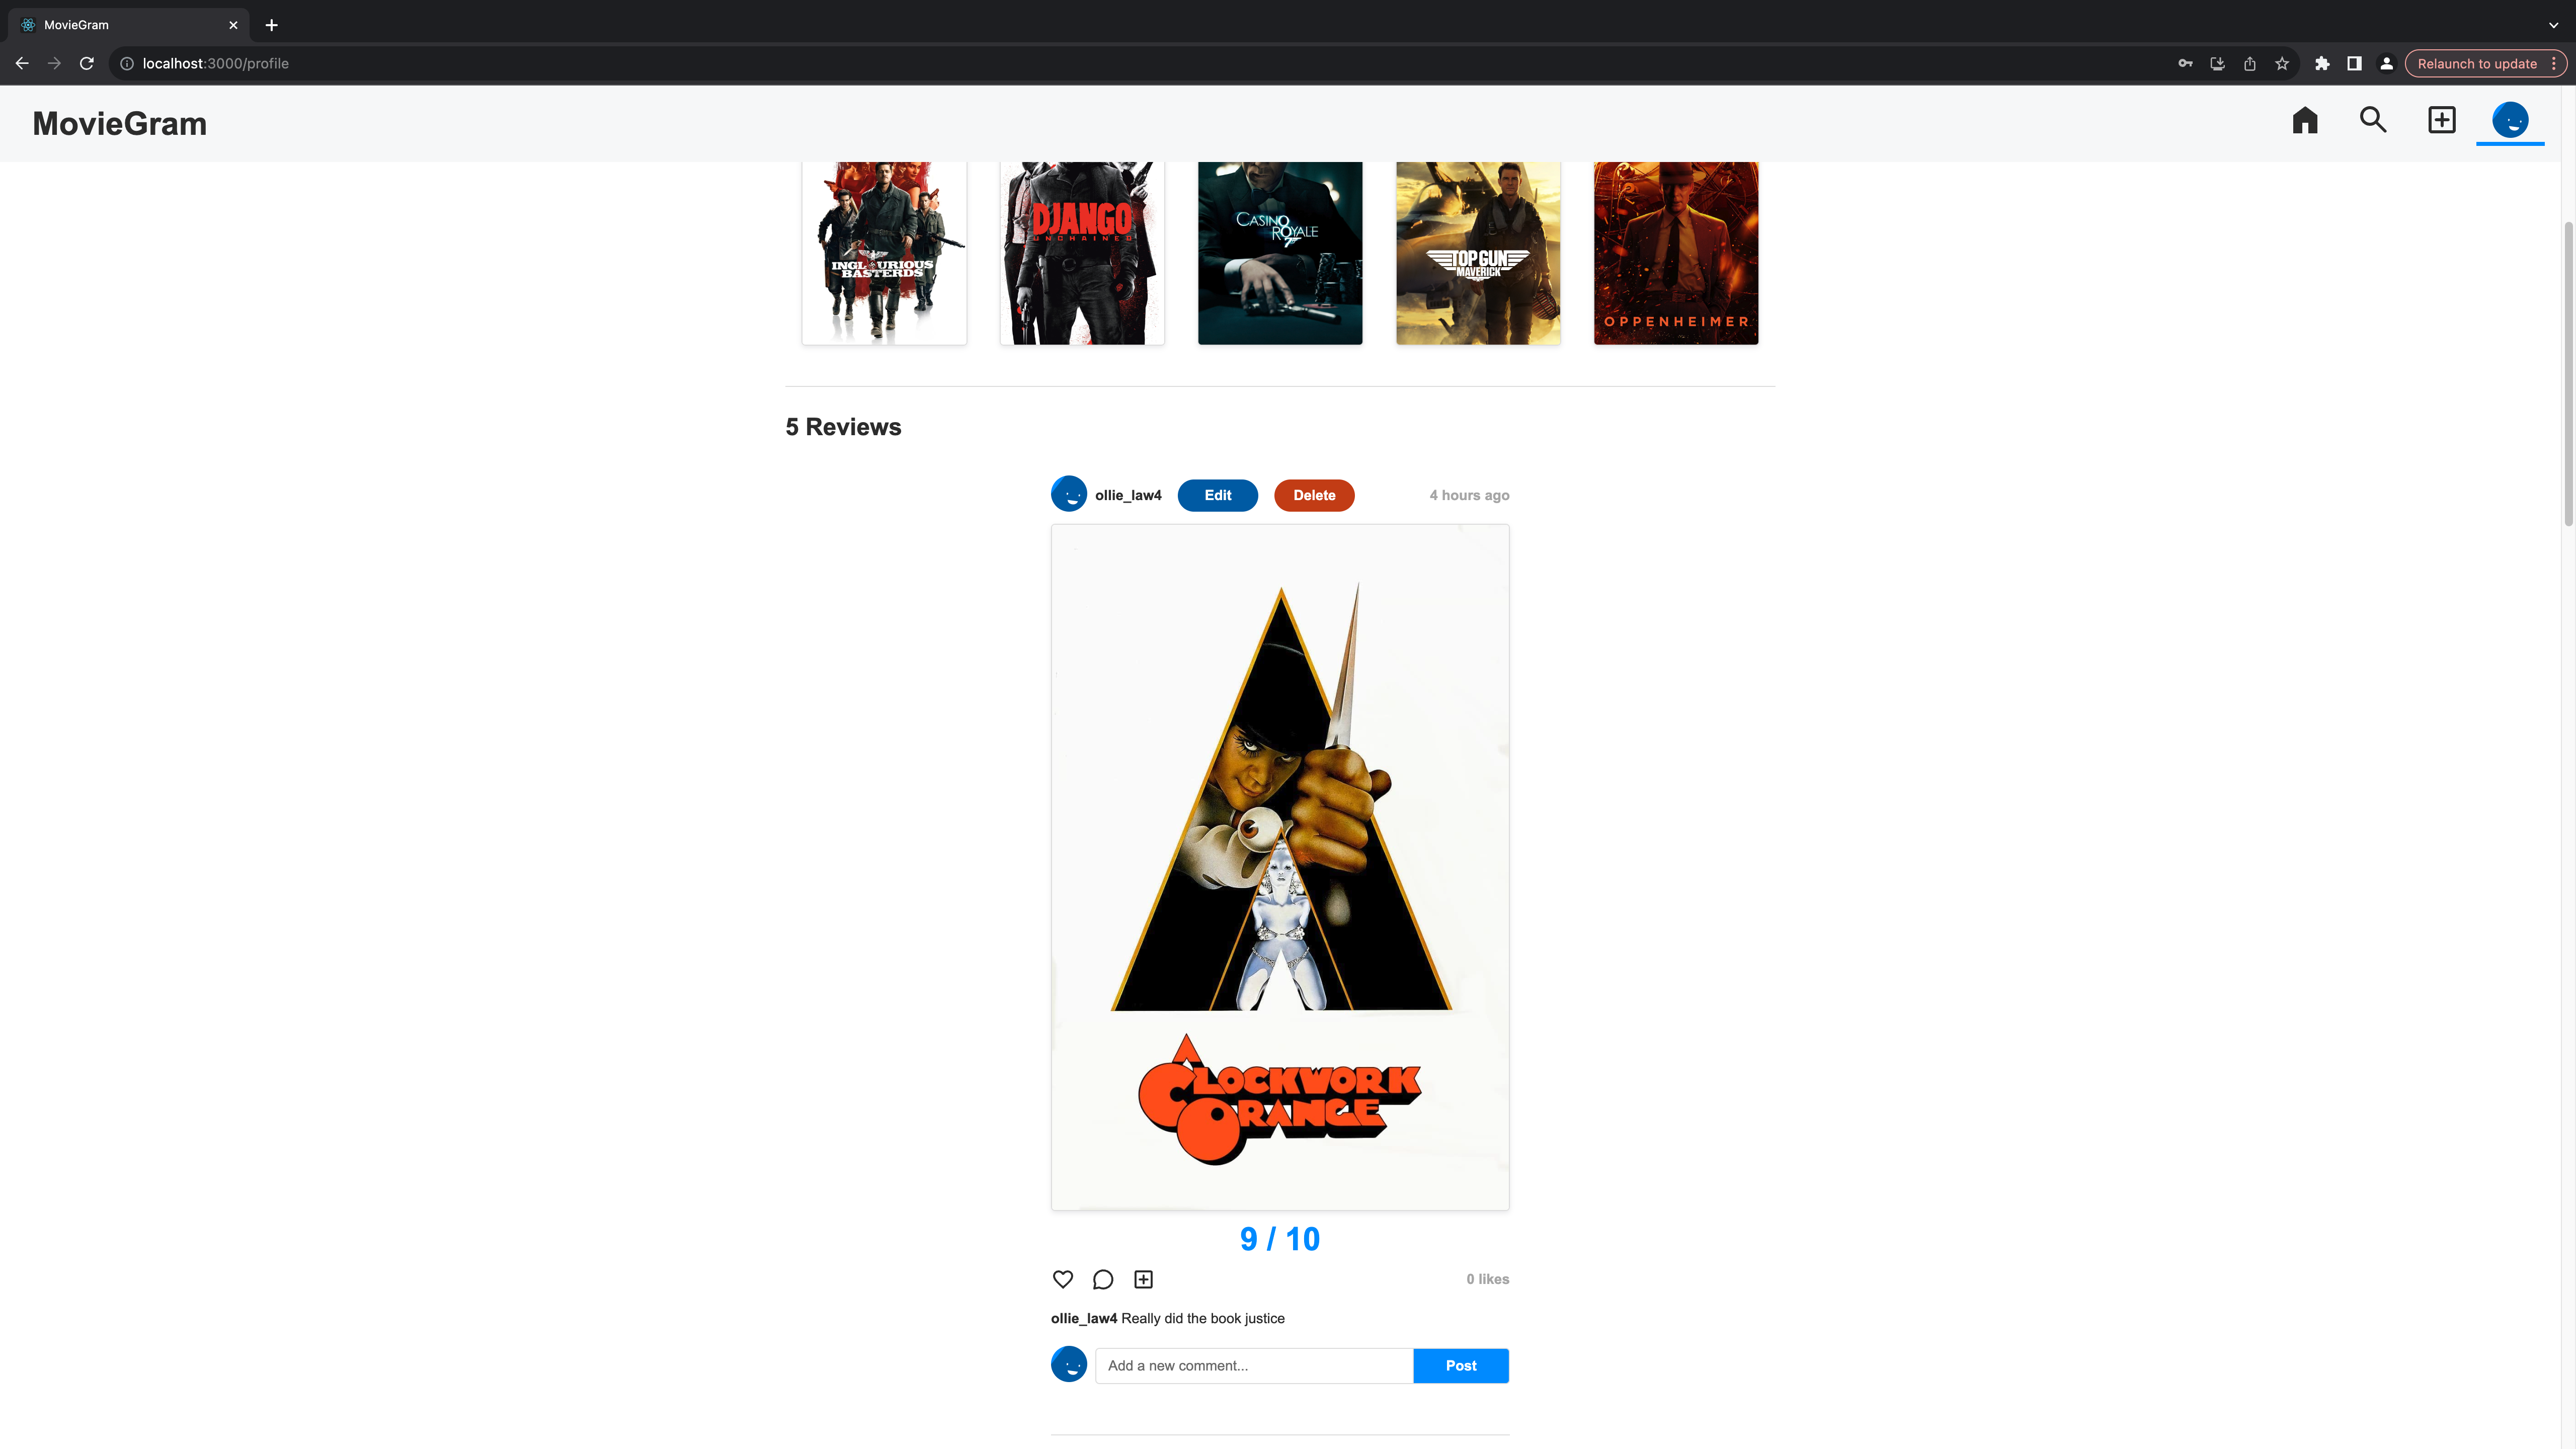 MovieGram
localhost:3000/profile
Relaunch to update
MovieGram
INGLOURIOUS
BASTERDS
DJANGO
UNCHAINED
CASINO
ROYALE
TOP GUN
MAVERICK
OPPENHEIMER
5 Reviews
ollie_law4 Edit Delete 4 hours ago
A
CLOCKWORK
ORANGE
9 / 10
0 likes
ollie_law4 Really did the book justice
Add a new comment... Post